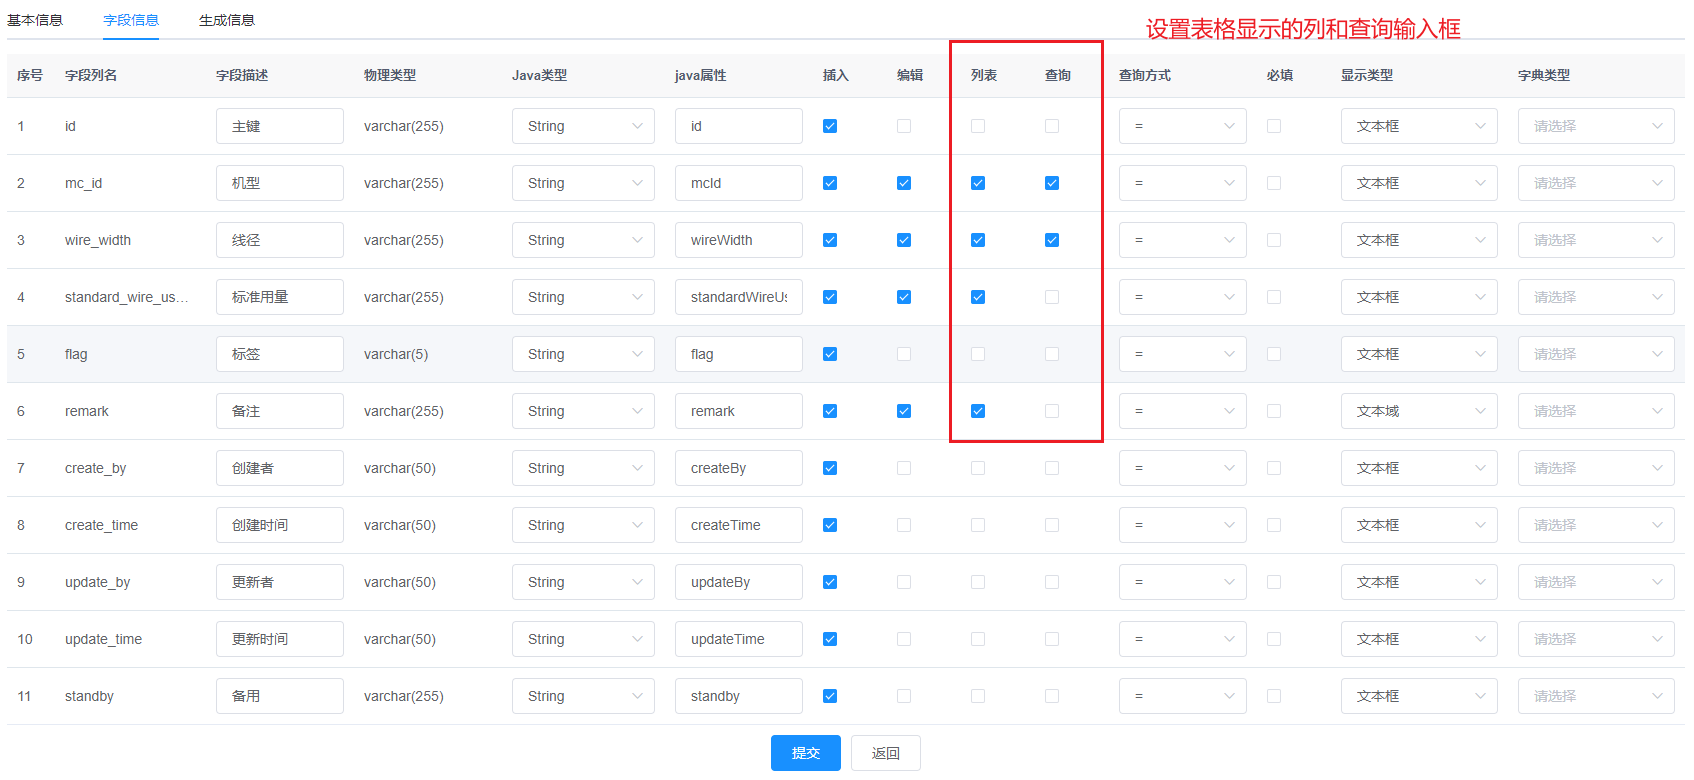 基本信息 字段信息 生成信息
设置表格显示的列和查询输入框
序号 字段列名 字段描述 物理类型 Java类型 java属性 插入 编辑 列表 查询 查询方式 必填 显示类型 字典类型
1 id 主键 varchar(255) String id = 文本框 请选择
2 mc_id 机型 varchar(255) String mcId = 文本框 请选择
3 wire_width 线径 varchar(255) String wireWidth = 文本框 请选择
4 standard_wire_us... 标准用量 varchar(255) String standardWireUs = 文本框 请选择
5 flag 标签 varchar(5) String flag = 文本框 请选择
6 remark 备注 varchar(255) String remark = 文本域 请选择
7 create_by 创建者 varchar(50) String createBy = 文本框 请选择
8 create_time 创建时间 varchar(50) String createTime = 文本框 请选择
9 update_by 更新者 varchar(50) String updateBy = 文本框 请选择
10 update_time 更新时间 varchar(50) String updateTime = 文本框 请选择
11 standby 备用 varchar(255) String standby = 文本框 请选择
提交 返回